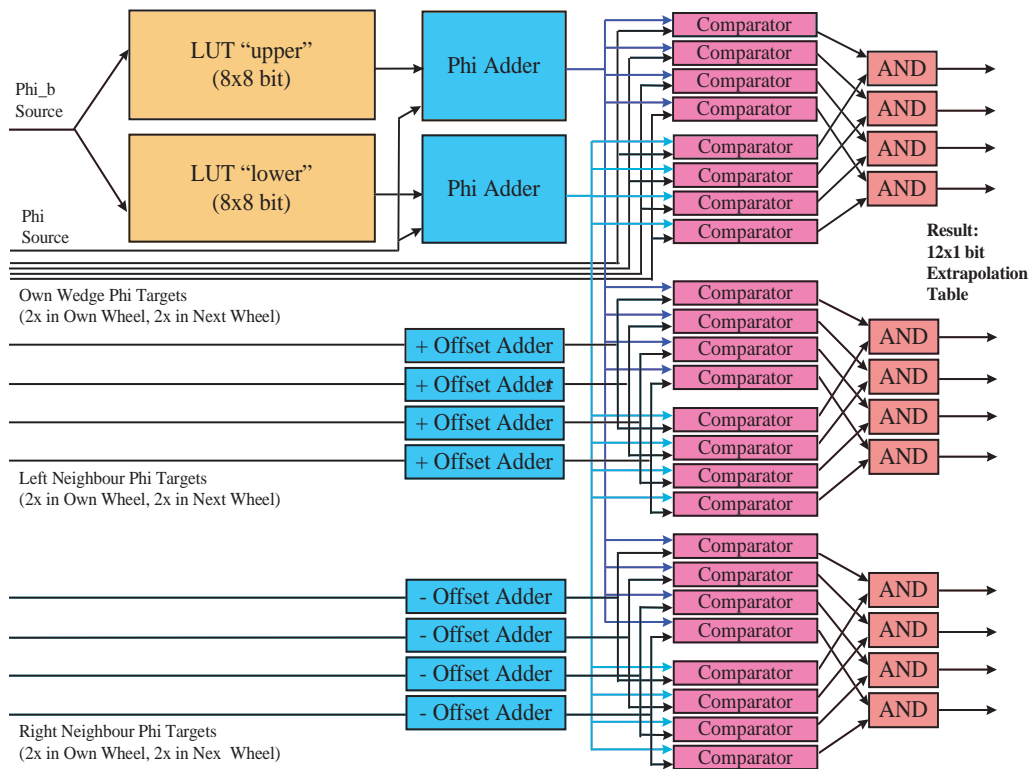 LUT “upper”
(8x8 bit)
Phi Adder
Phi_b
Source
LUT “lower”
(8x8 bit)
Phi Adder
Phi
Source
Own Wedge Phi Targets
(2x in Own Wheel, 2x in Next Wheel)
Comparator
Comparator
Comparator
Comparator
Comparator
Comparator
Comparator
Comparator
AND
AND
AND
AND
Result:
12x1 bit
Extrapolation
Table
+ Offset Adder
+ Offset Adder
+ Offset Adder
+ Offset Adder
Left Neighbour Phi Targets
(2x in Own Wheel, 2x in Next Wheel)
Comparator
Comparator
Comparator
Comparator
Comparator
Comparator
Comparator
Comparator
AND
AND
AND
AND
- Offset Adder
- Offset Adder
- Offset Adder
- Offset Adder
Right Neighbour Phi Targets
(2x in Own Wheel, 2x in Nex Wheel)
Comparator
Comparator
Comparator
Comparator
Comparator
Comparator
Comparator
Comparator
AND
AND
AND
AND